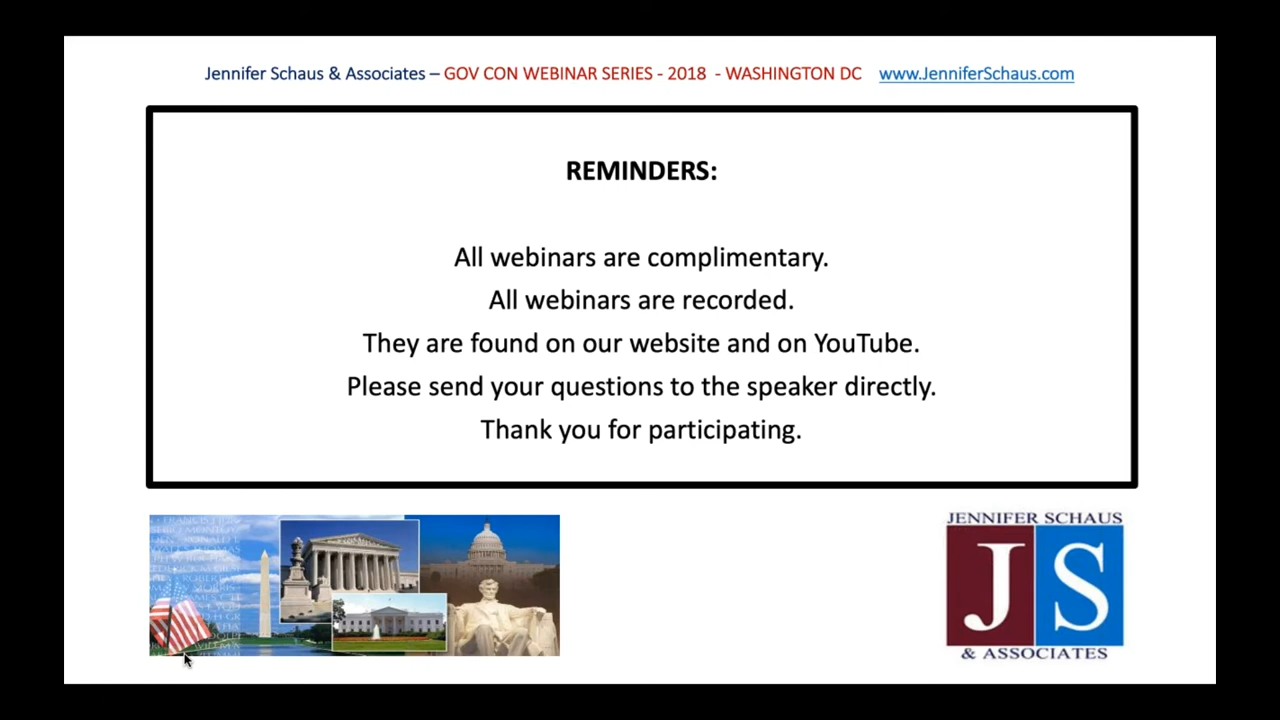 Jennifer Schaus & Associates – GOV CON WEBINAR SERIES - 2018 - WASHINGTON DC www.JenniferSchaus.com
REMINDERS:
All webinars are complimentary.
All webinars are recorded.
They are found on our website and on YouTube.
Please send your questions to the speaker directly.
Thank you for participating.
JENNIFER SCHAUS
JS
& ASSOCIATES